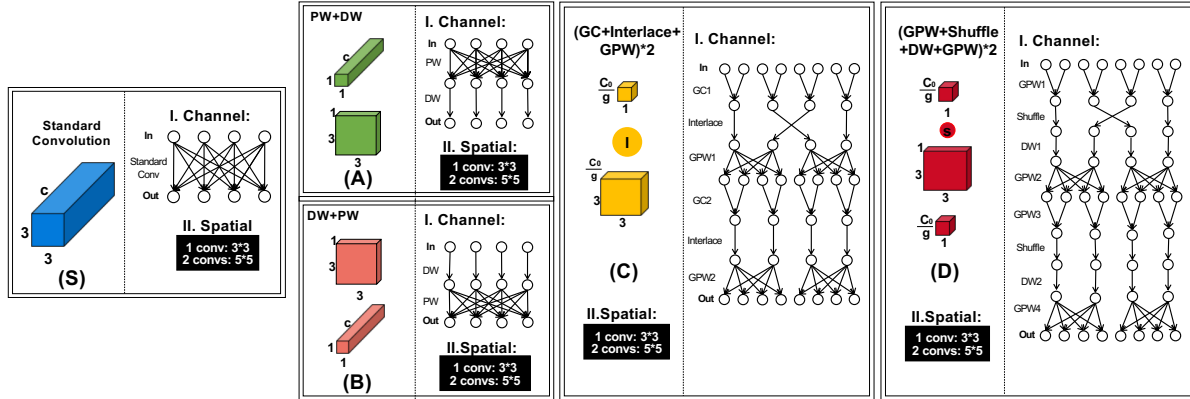 Standard
Convolution
c
3
3
(S)
I. Channel:
In
Standard
Conv
Out
II. Spatial
1 conv: 3*3
2 convs: 5*5
PW+DW
c
1
1
1
3
3
(A)
I. Channel:
In
PW
DW
Out
II. Spatial:
1 conv: 3*3
2 convs: 5*5
DW+PW
1
3
3
c
1
1
(B)
I. Channel:
In
DW
PW
Out
II.Spatial:
1 conv: 3*3
2 convs: 5*5
(GC+Interlace+
GPW)*2
C₀
g
1
I
C₀
g
3
3
(C)
II.Spatial:
1 conv: 3*3
2 convs: 5*5
I. Channel:
In
GC1
Interlace
GPW1
GC2
Interlace
GPW2
Out
(GPW+Shuffle
+DW+GPW)*2
C₀
g
1
s
1
3
3
C₀
g
1
(D)
II.Spatial:
1 conv: 3*3
2 convs: 5*5
I. Channel:
In
GPW1
Shuffle
DW1
GPW2
GPW3
Shuffle
DW2
GPW4
Out